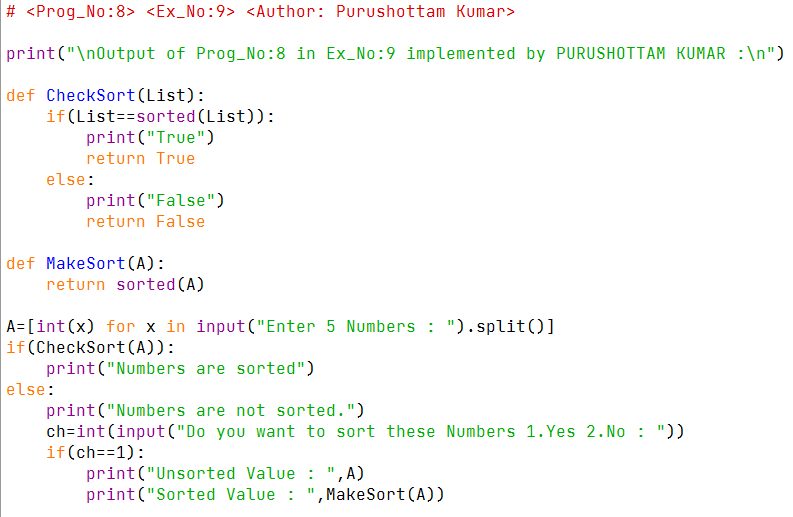 # <Prog_No:8> <Ex_No:9> <Author: Purushottam Kumar>

print("\nOutput of Prog_No:8 in Ex_No:9 implemented by PURUSHOTTAM KUMAR :\n")

def CheckSort(List):
    if(List==sorted(List)):
        print("True")
        return True
    else:
        print("False")
        return False

def MakeSort(A):
    return sorted(A)

A=[int(x) for x in input("Enter 5 Numbers : ").split()]
if(CheckSort(A)):
    print("Numbers are sorted")
else:
    print("Numbers are not sorted.")
    ch=int(input("Do you want to sort these Numbers 1.Yes 2.No : "))
    if(ch==1):
        print("Unsorted Value : ",A)
        print("Sorted Value : ",MakeSort(A))